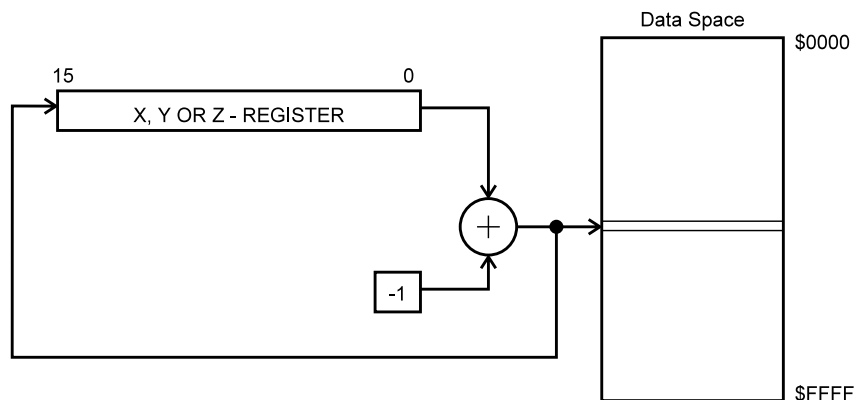 Data Space
$0000
15
0
X, Y OR Z - REGISTER
+
-1
$FFFF